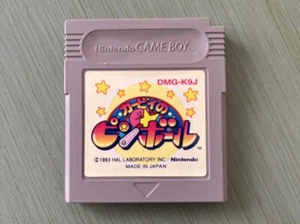 Nintendo GAME BOY
DMG-K9J
カービィの
ピンボール
TM
© 1993 HAL LABORATORY INC / Nintendo
MADE IN JAPAN